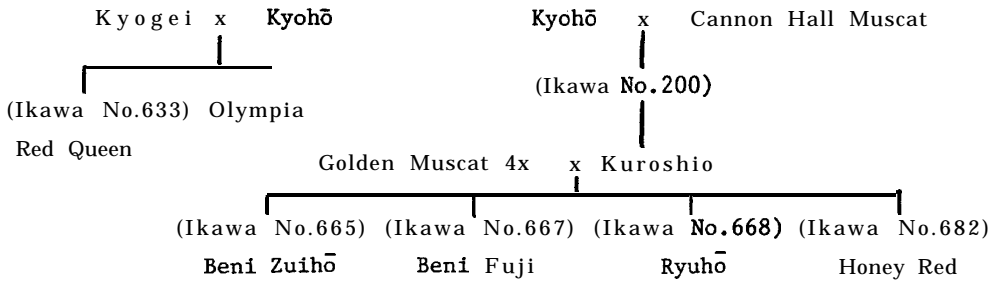 Kyogei x Kyohō Kyohō x Cannon Hall Muscat
(Ikawa No.200)
(Ikawa No.633) Olympia
Red Queen
Golden Muscat 4x x Kuroshio
(Ikawa No.665) (Ikawa No.667) (Ikawa No.668) (Ikawa No.682)
Beni Zuihō Beni Fuji Ryuhō Honey Red